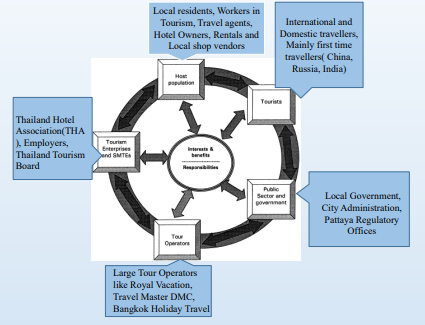 Local residents, Workers in
Tourism, Travel agents,
Hotel Owners, Rentals and
Local shop vendors
International and
Domestic travellers,
Mainly first time
travellers( China,
Russia, India)
Host
population
Tourists
Thailand Hotel
Association(THA
), Employers,
Thailand Tourism
Board
Tourism
Enterprises
and SMTEs
Interests &
benefits
Responsibilities
Public
Sector and
government
Local Government,
City Administration,
Pattaya Regulatory
Offices
Tour
Operators
Large Tour Operators
like Royal Vacation,
Travel Master DMC,
Bangkok Holiday Travel